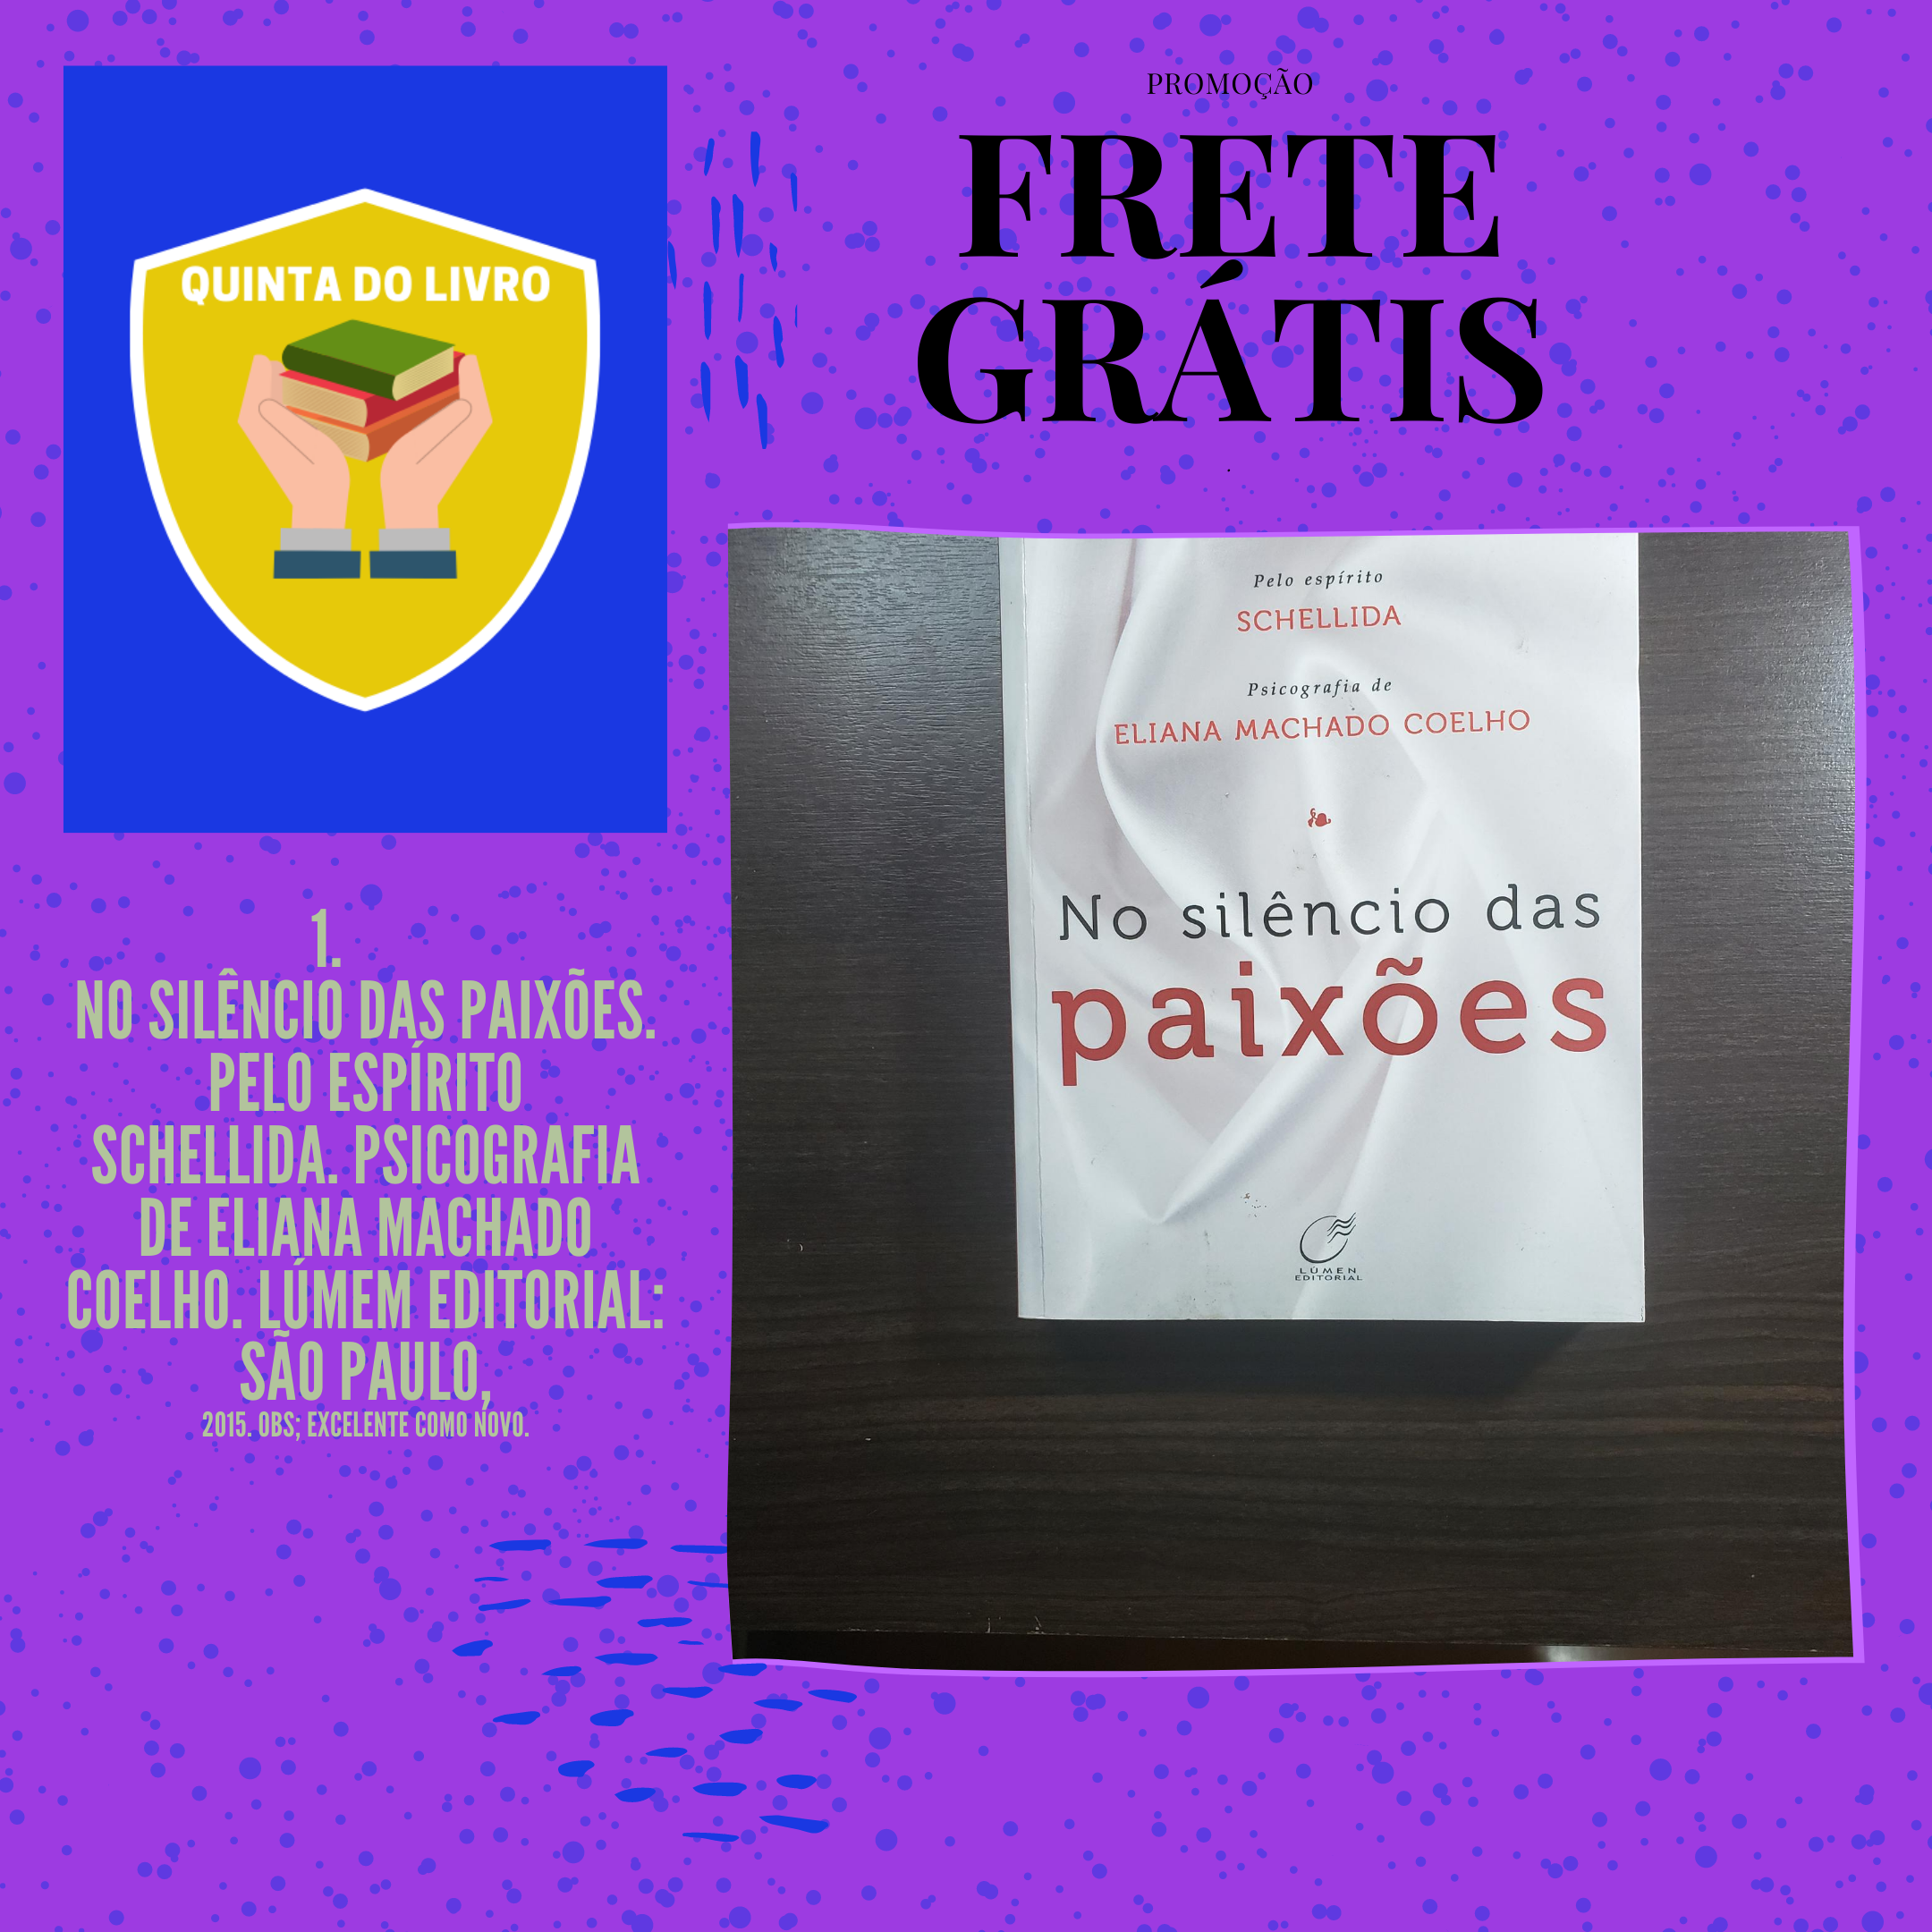 QUINTA DO LIVRO
PROMOÇÃO
FRETE
GRÁTIS
.
1.
NO SILÊNCIO DAS PAIXÕES.
PELO ESPÍRITO
SCHELLIDA. PSICOGRAFIA
DE ELIANA MACHADO
COELHO. LÚMEM EDITORIAL:
SÃO PAULO,
2015. OBS; EXCELENTE COMO NOVO.
Pelo espírito
SCHELLIDA
Psicografia de
ELIANA MACHADO COELHO
No silêncio das
paixões
LÚMEN
EDITORIAL